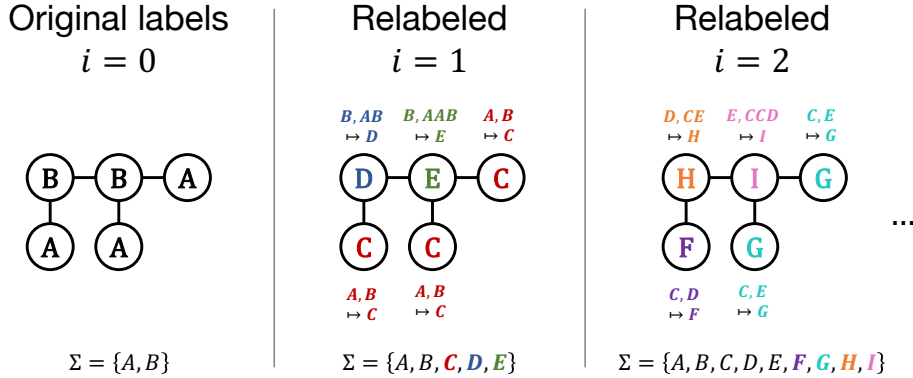 Original labels
i = 0
B B A
A A
Σ = {A, B}
Relabeled
i = 1
B, AB
↦ D
B, AAB
↦ E
A, B
↦ C
D E C
C C
A, B
↦ C
A, B
↦ C
Σ = {A, B, C, D, E}
Relabeled
i = 2
D, CE
↦ H
E, CCD
↦ I
C, E
↦ G
H I G
F G
C, D
↦ F
C, E
↦ G
Σ = {A, B, C, D, E, F, G, H, I}
...